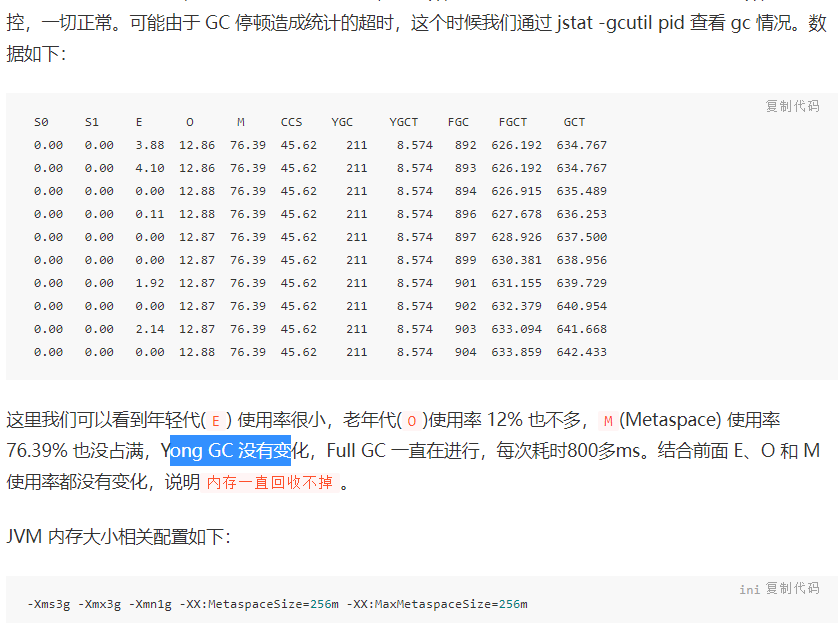 控，一切正常。可能由于 GC 停顿造成统计的超时，这个时候我们通过 jstat -gcutil pid 查看 gc 情况。数
据如下：
复制代码
S0 S1 E O M CCS YGC YGCT FGC FGCT GCT
0.00 0.00 3.88 12.86 76.39 45.62 211 8.574 892 626.192 634.767
0.00 0.00 4.10 12.86 76.39 45.62 211 8.574 893 626.192 634.767
0.00 0.00 0.00 12.88 76.39 45.62 211 8.574 894 626.915 635.489
0.00 0.00 0.11 12.88 76.39 45.62 211 8.574 896 627.678 636.253
0.00 0.00 0.00 12.87 76.39 45.62 211 8.574 897 628.926 637.500
0.00 0.00 0.00 12.87 76.39 45.62 211 8.574 899 630.381 638.956
0.00 0.00 1.92 12.87 76.39 45.62 211 8.574 901 631.155 639.729
0.00 0.00 0.00 12.87 76.39 45.62 211 8.574 902 632.379 640.954
0.00 0.00 2.14 12.87 76.39 45.62 211 8.574 903 633.094 641.668
0.00 0.00 0.00 12.88 76.39 45.62 211 8.574 904 633.859 642.433
这里我们可以看到年轻代( E ) 使用率很小，老年代( O )使用率 12% 也不多， M (Metaspace) 使用率
76.39% 也没占满，Yong GC 没有变化，Full GC 一直在进行，每次耗时800多ms。结合前面 E、O 和 M
使用率都没有变化，说明 内存一直回收不掉 。
JVM 内存大小相关配置如下：
ini 复制代码
-Xms3g -Xmx3g -Xmn1g -XX:MetaspaceSize=256m -XX:MaxMetaspaceSize=256m